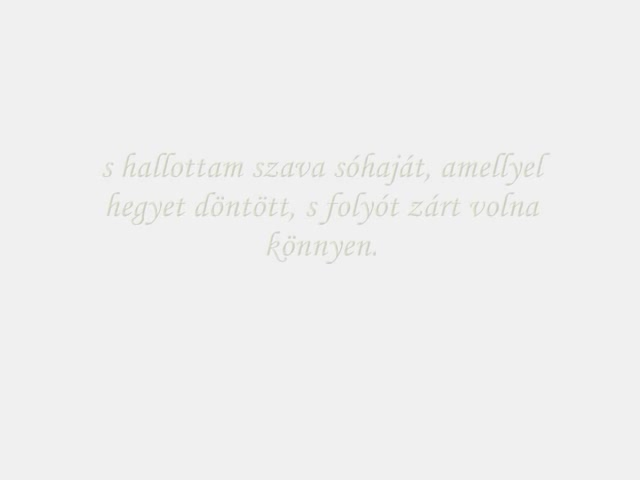 s hallottam szava sóhaját, amellyel
hegyet döntött, s folyót zárt volna
könnyen.